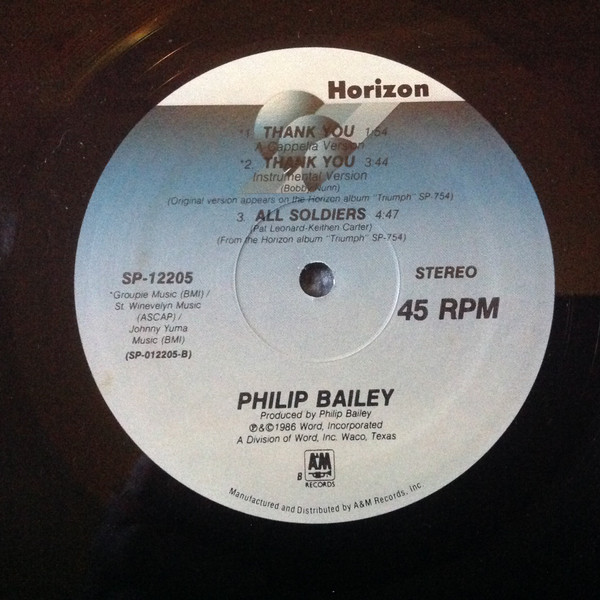 Horizon
*1. THANK YOU 1:54
A Cappella Version
*2. THANK YOU 3:44
Instrumental Version
(Bobby Nunn)
(Original version appears on the Horizon album "Triumph" SP-754)
3. ALL SOLDIERS 4:47
(Pat Leonard-Keithen Carter)
(From the Horizon album "Triumph" SP-754)
SP-12205
*Groupie Music (BMI) /
St. Winevelyn Music
(ASCAP) /
Johnny Yuma
Music (BMI)
(SP-012205-B)
STEREO
45 RPM
PHILIP BAILEY
Produced by Philip Bailey
℗&©1986 Word, Incorporated
A Division of Word, Inc. Waco, Texas
B
A&M
RECORDS
Manufactured and Distributed by A&M Records, Inc.